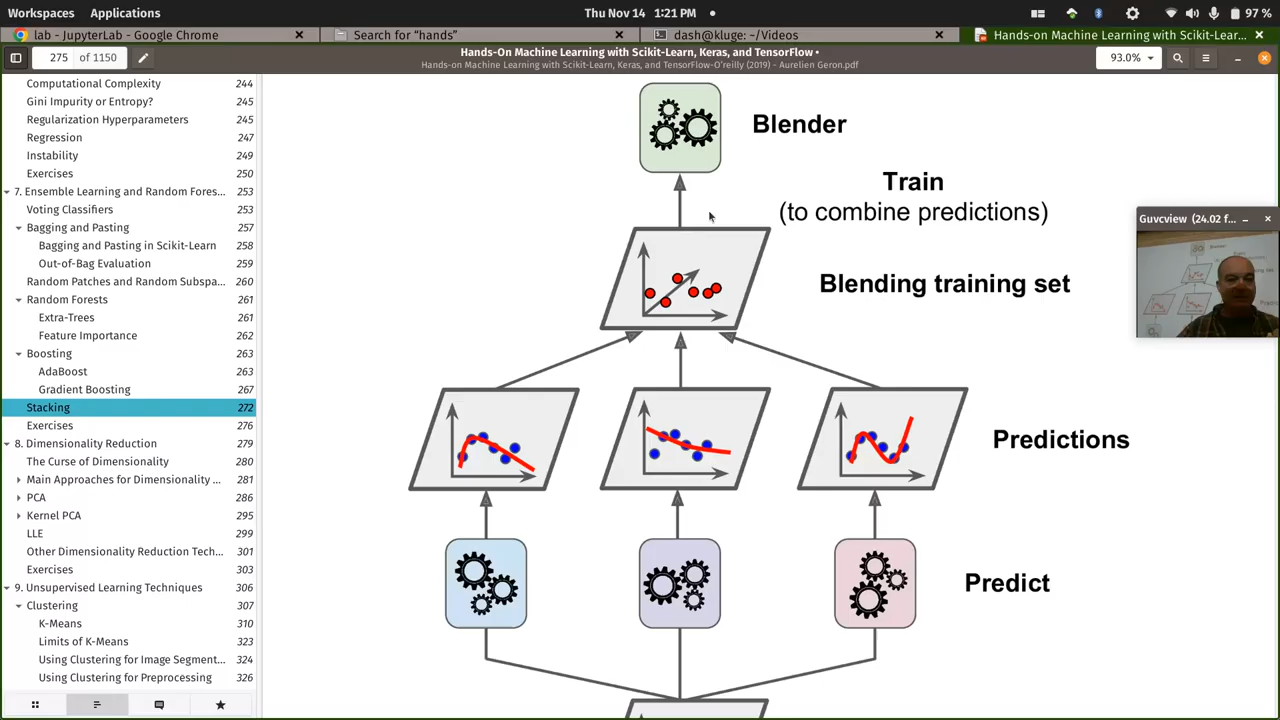 Workspaces Applications Thu Nov 14 1:21 PM 97 %
lab - JupyterLab - Google Chrome Search for “hands” dash@kluge: ~/Videos Hands-On Machine Learning with Scikit-Lear...
275 of 1150 Hands-On Machine Learning with Scikit-Learn, Keras, and TensorFlow • 93.0%
Hands-on Machine Learning with Scikit-Learn, Keras, and TensorFlow-O'reilly (2019) - Aurelien Geron.pdf
Computational Complexity 244
Gini Impurity or Entropy? 245
Regularization Hyperparameters 245
Regression 247
Instability 249
Exercises 250
7. Ensemble Learning and Random Fores... 253
Voting Classifiers 253
Bagging and Pasting 257
Bagging and Pasting in Scikit-Learn 258
Out-of-Bag Evaluation 259
Random Patches and Random Subspa... 260
Random Forests 261
Extra-Trees 261
Feature Importance 262
Boosting 263
AdaBoost 263
Gradient Boosting 267
Stacking 272
Exercises 276
8. Dimensionality Reduction 279
The Curse of Dimensionality 280
Main Approaches for Dimensionality ... 281
PCA 286
Kernel PCA 295
LLE 299
Other Dimensionality Reduction Tech... 301
Exercises 303
9. Unsupervised Learning Techniques 306
Clustering 307
K-Means 310
Limits of K-Means 323
Using Clustering for Image Segment... 324
Using Clustering for Preprocessing 326
Blender
Train
(to combine predictions)
Blending training set
Predictions
Predict
Guvcview (24.02 f...